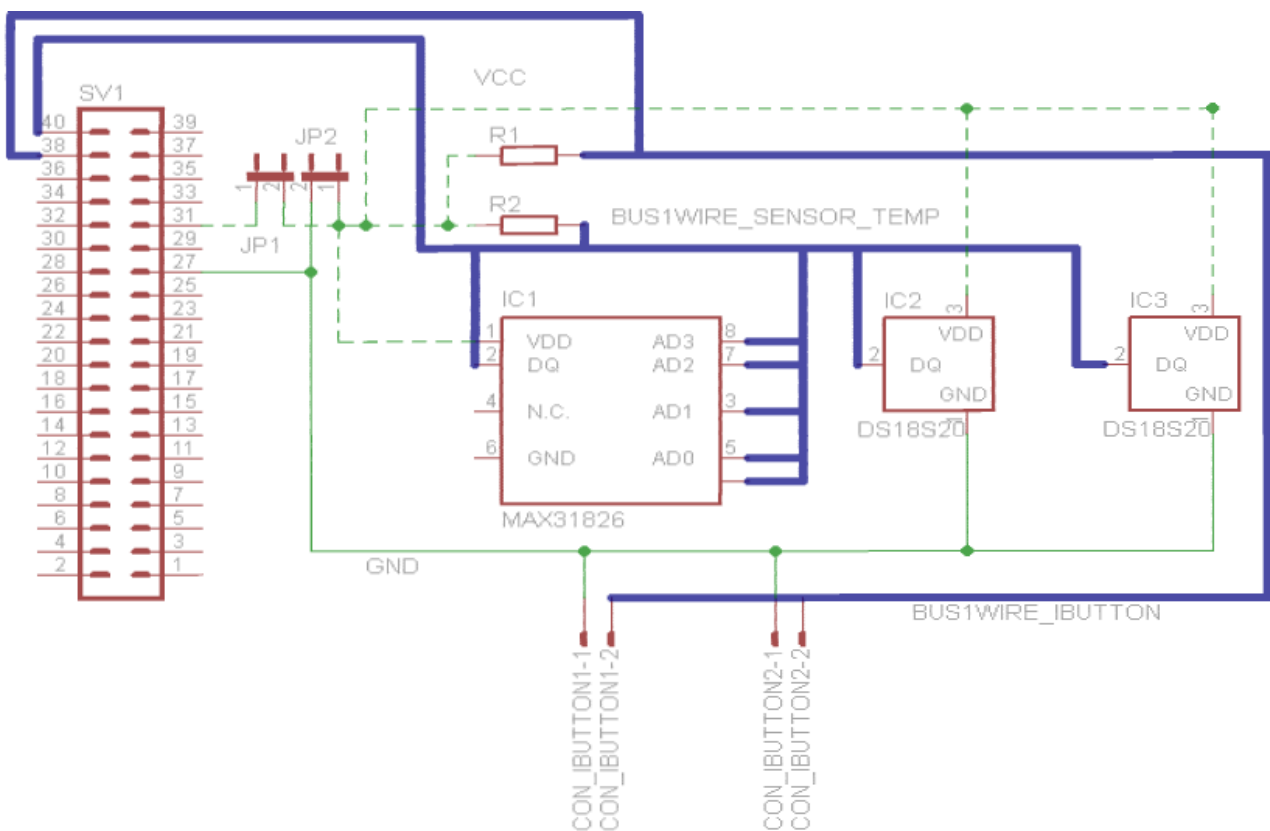 VCC
SV1
40 39
38 37
36 35
34 33
32 31
30 29
28 27
26 25
24 23
22 21
20 19
18 17
16 15
14 13
12 11
10 9
8 7
6 5
4 3
2 1
JP2
1 2 2 1
JP1
R1
R2
BUS1WIRE_SENSOR_TEMP
IC1
1 VDD AD3 8
2 DQ AD2 7
4 N.C. AD1 3
6 GND AD0 5
MAX31826
IC2
3
VDD
2 DQ
GND
1
DS18S20
IC3
3
VDD
2 DQ
GND
1
DS18S20
GND
BUS1WIRE_IBUTTON
CON_IBUTTON1-1
CON_IBUTTON1-2
CON_IBUTTON2-1
CON_IBUTTON2-2